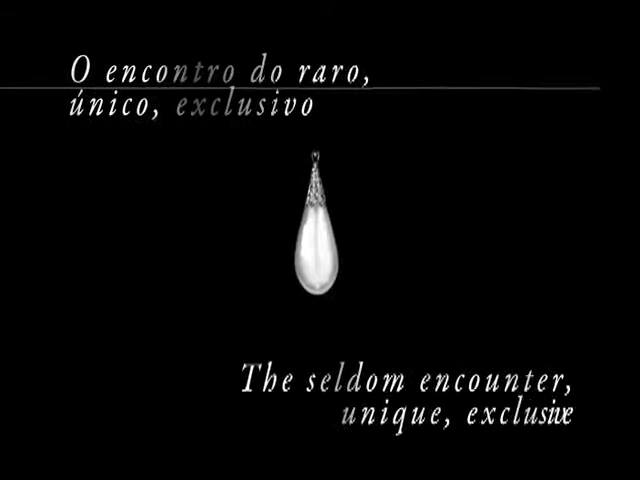 O encontro do raro,
único, exclusivo
The seldom encounter,
unique, exclusive